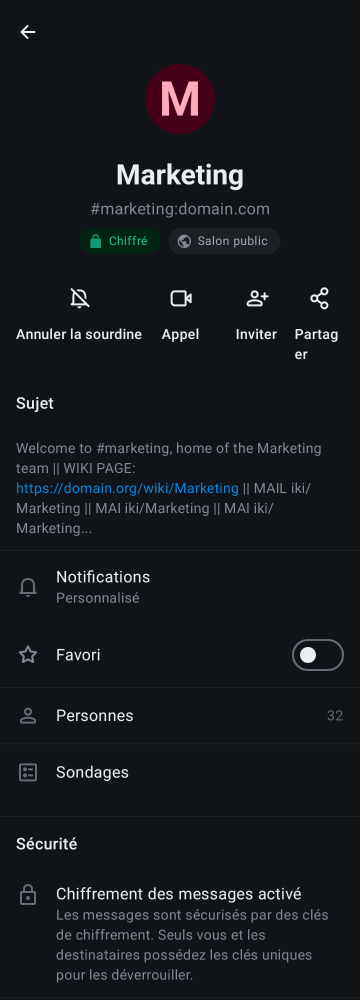 M
Marketing
#marketing:domain.com
Chiffré
Salon public
Annuler la sourdine
Appel
Inviter
Partag
er
Sujet
Welcome to #marketing, home of the Marketing
team || WIKI PAGE:
https://domain.org/wiki/Marketing || MAIL iki/
Marketing || MAI iki/Marketing || MAI iki/
Marketing...
Notifications
Personnalisé
Favori
Personnes 32
Sondages
Sécurité
Chiffrement des messages activé
Les messages sont sécurisés par des clés
de chiffrement. Seuls vous et les
destinataires possédez les clés uniques
pour les déverrouiller.